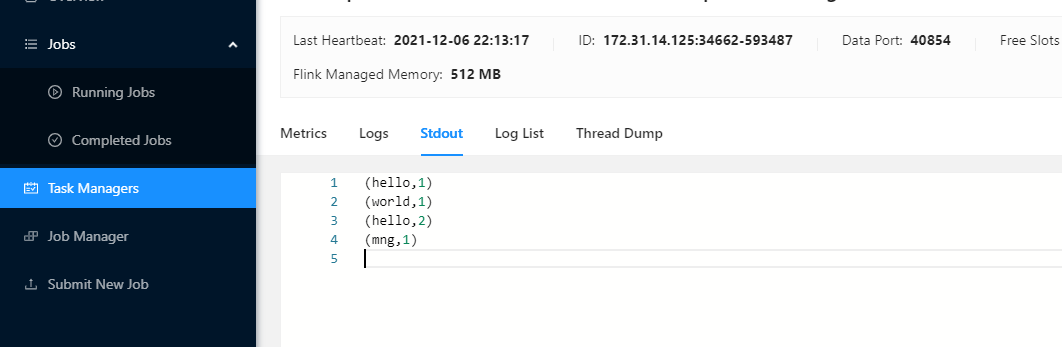 Jobs
Running Jobs
Completed Jobs
Task Managers
Job Manager
Submit New Job
Last Heartbeat: 2021-12-06 22:13:17 ID: 172.31.14.125:34662-593487 Data Port: 40854 Free Slots
Flink Managed Memory: 512 MB
Metrics Logs Stdout Log List Thread Dump
1 (hello,1)
2 (world,1)
3 (hello,2)
4 (mng,1)
5